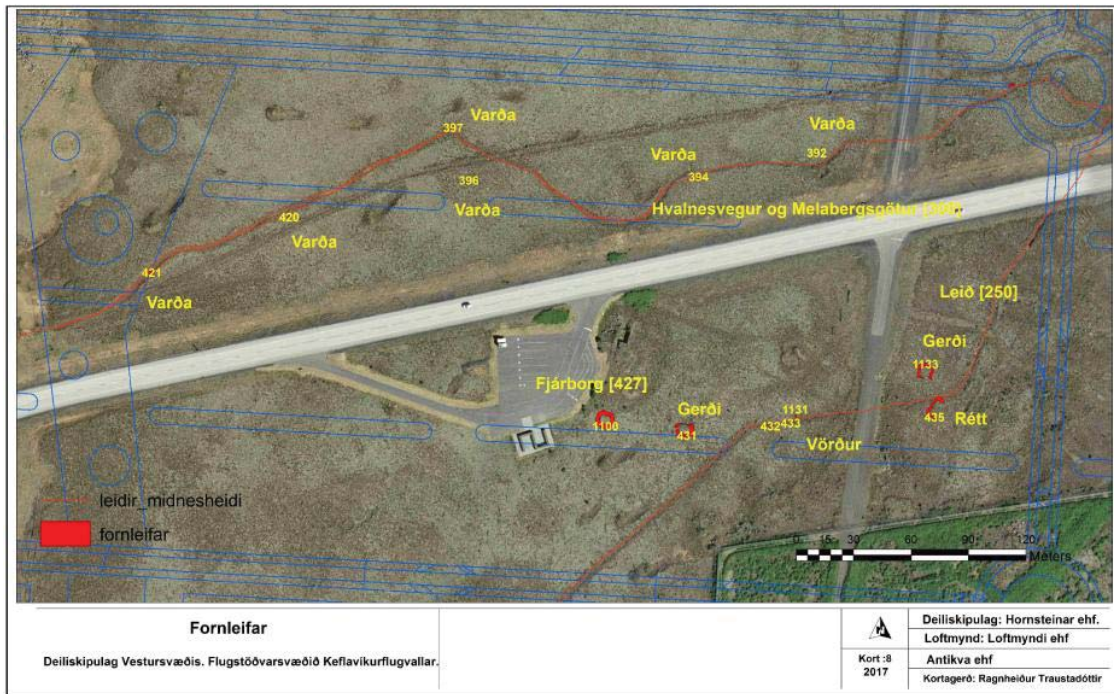 397 Varða
Varða
392
Varða
394
396
Varða
Hvalnesvegur og Melabergsgötur
420
Varða
421
Varða
Leið [250]
Gerði
1133
Fjárborg [427]
Gerði
1131
1100
431
432 433
435 Rétt
Vörður
leidir_midnesheidi
fornleifar
0 15 30 60 90 120
Meters
Fornleifar
Deiliskipulag Vestursvæðis. Flugstöðvarsvæðið Keflavíkurflugvallar.
Kort :8
2017
Deiliskipulag: Hornsteinar ehf.
Loftmynd: Loftmyndi ehf
Antikva ehf
Kortagerð: Ragnheiður Traustadóttir